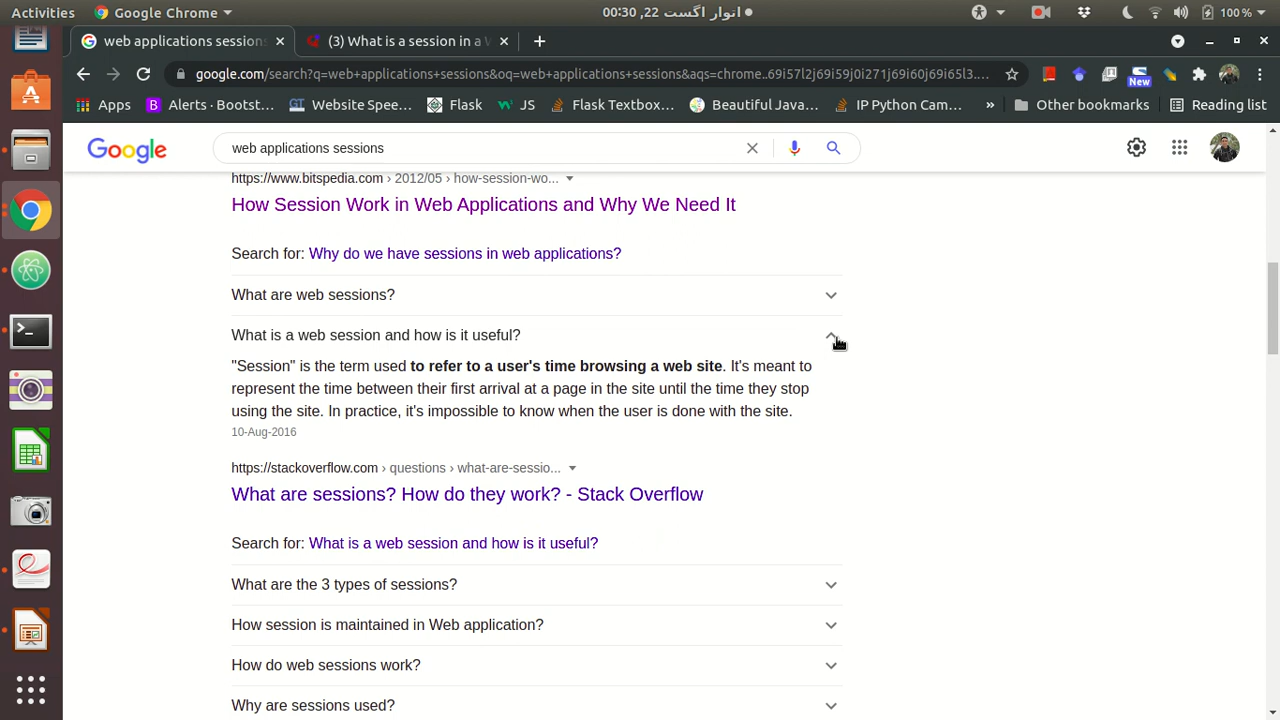 Activities
Google Chrome
00:30 ,22 اتوار اگست
100 %
web applications sessions
(3) What is a session in a
google.com/search?q=web+applications+sessions&oq=web+applications+sessions&aqs=chrome..69i57l2j69i59j0i271j69i60j69i65l3....
Apps
Alerts · Bootst...
Website Spee...
Flask
JS
Flask Textbox...
Beautiful Java...
IP Python Cam...
»
Other bookmarks
Reading list
New
Google
web applications sessions
https://www.bitspedia.com › 2012/05 › how-session-wo...
How Session Work in Web Applications and Why We Need It
Search for: Why do we have sessions in web applications?
What are web sessions?
What is a web session and how is it useful?
"Session" is the term used to refer to a user's time browsing a web site. It's meant to
represent the time between their first arrival at a page in the site until the time they stop
using the site. In practice, it's impossible to know when the user is done with the site.
10-Aug-2016
https://stackoverflow.com › questions › what-are-sessio...
What are sessions? How do they work? - Stack Overflow
Search for: What is a web session and how is it useful?
What are the 3 types of sessions?
How session is maintained in Web application?
How do web sessions work?
Why are sessions used?